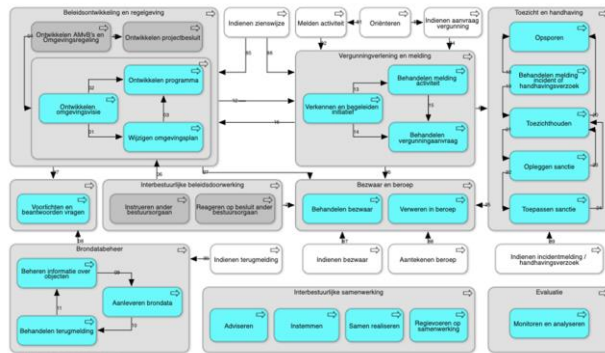 Beleidsontwikkeling en regelgeving
Ontwikkelen AMvB's en
Omgevingsregeling
Ontwikkelen projectbesluit
Ontwikkelen programma
Ontwikkelen
omgevingsvisie
Wijzigen omgevingsplan
Indienen zienswijze
Melden activiteit
Oriënteren
Indienen aanvraag
vergunning
Vergunningverlening en melding
Behandelen melding
activiteit
Verkennen en begeleiden
initiatief
Behandelen
vergunningaanvraag
Toezicht en handhaving
Opsporen
Behandelen melding
incident of
handhavingsverzoek
Toezichthouden
Opleggen sanctie
Toepassen sanctie
Voorlichten en
beantwoorden vragen
Interbestuurlijke beleidsdoorwerking
Instrueren ander
bestuursorgaan
Reageren op besluit ander
bestuursorgaan
Bezwaar en beroep
Behandelen bezwaar
Verweren in beroep
Brondatabeheer
Beheren informatie over
objecten
Aanleveren brondata
Behandelen terugmelding
Indienen terugmelding
Indienen bezwaar
Aantekenen beroep
Indienen incidentmelding /
handhavingsverzoek
Interbestuurlijke samenwerking
Adviseren
Instemmen
Samen realiseren
Regievoeren op
samenwerking
Evaluatie
Monitoren en analyseren